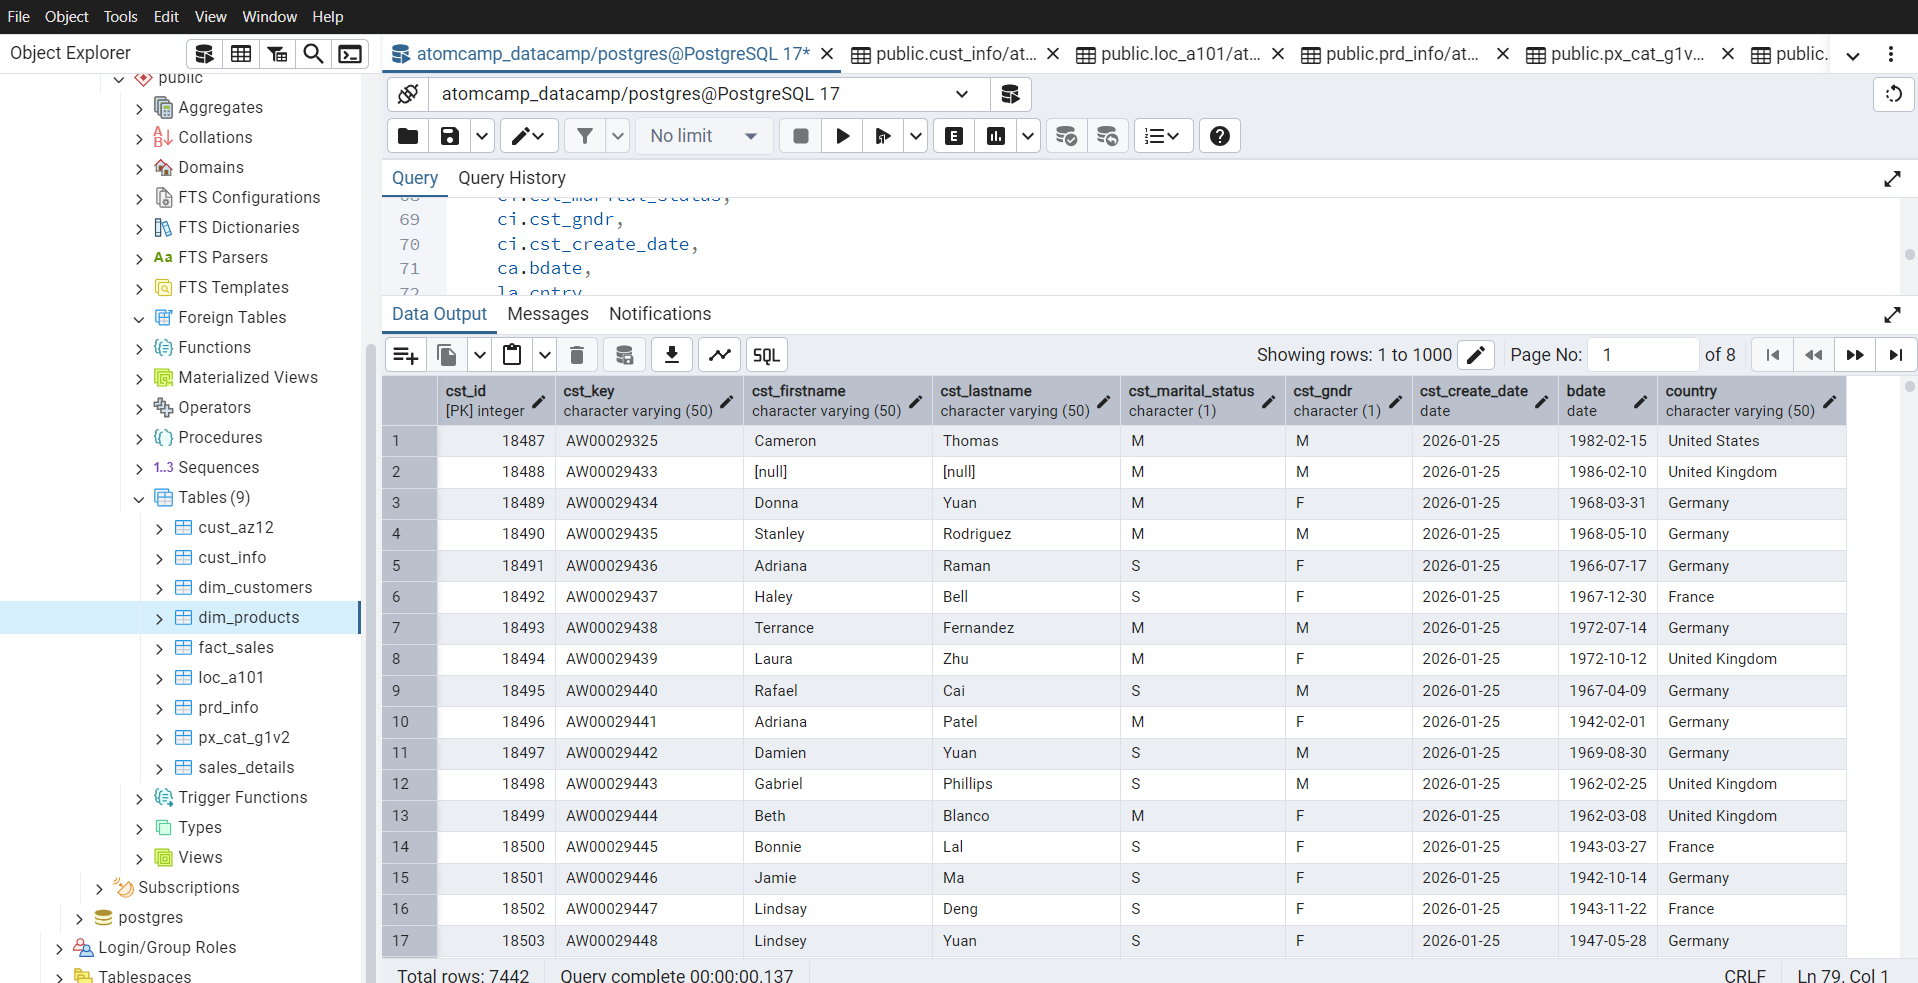 File Object Tools Edit View Window Help
Object Explorer
public
Aggregates
Collations
Domains
FTS Configurations
FTS Dictionaries
Aa FTS Parsers
FTS Templates
Foreign Tables
Functions
Materialized Views
Operators
Procedures
1..3 Sequences
Tables (9)
cust_az12
cust_info
dim_customers
dim_products
fact_sales
loc_a101
prd_info
px_cat_g1v2
sales_details
Trigger Functions
Types
Views
Subscriptions
postgres
Login/Group Roles
Tablespaces
atomcamp_datacamp/postgres@PostgreSQL 17* public.cust_info/at... public.loc_a101/at... public.prd_info/at... public.px_cat_g1v... public.
atomcamp_datacamp/postgres@PostgreSQL 17
No limit E
Query Query History
68 ci.cst_marital_status,
69 ci.cst_gndr,
70 ci.cst_create_date,
71 ca.bdate,
72 la.cntry
Data Output Messages Notifications
SQL Showing rows: 1 to 1000 Page No: 1 of 8
cst_id cst_key cst_firstname cst_lastname cst_marital_status cst_gndr cst_create_date bdate country
[PK] integer character varying (50) character varying (50) character varying (50) character (1) character (1) date date character varying (50)
1 18487 AW00029325 Cameron Thomas M M 2026-01-25 1982-02-15 United States
2 18488 AW00029433 [null] [null] M M 2026-01-25 1986-02-10 United Kingdom
3 18489 AW00029434 Donna Yuan M F 2026-01-25 1968-03-31 Germany
4 18490 AW00029435 Stanley Rodriguez M M 2026-01-25 1968-05-10 Germany
5 18491 AW00029436 Adriana Raman S F 2026-01-25 1966-07-17 Germany
6 18492 AW00029437 Haley Bell S F 2026-01-25 1967-12-30 France
7 18493 AW00029438 Terrance Fernandez M M 2026-01-25 1972-07-14 Germany
8 18494 AW00029439 Laura Zhu M F 2026-01-25 1972-10-12 United Kingdom
9 18495 AW00029440 Rafael Cai S M 2026-01-25 1967-04-09 Germany
10 18496 AW00029441 Adriana Patel M F 2026-01-25 1942-02-01 Germany
11 18497 AW00029442 Damien Yuan S M 2026-01-25 1969-08-30 Germany
12 18498 AW00029443 Gabriel Phillips S M 2026-01-25 1962-02-25 United Kingdom
13 18499 AW00029444 Beth Blanco M F 2026-01-25 1962-03-08 United Kingdom
14 18500 AW00029445 Bonnie Lal S F 2026-01-25 1943-03-27 France
15 18501 AW00029446 Jamie Ma S F 2026-01-25 1942-10-14 Germany
16 18502 AW00029447 Lindsay Deng S F 2026-01-25 1943-11-22 France
17 18503 AW00029448 Lindsey Yuan S F 2026-01-25 1947-05-28 Germany
Total rows: 7442 Query complete 00:00:00.137 CRLF Ln 79, Col 1